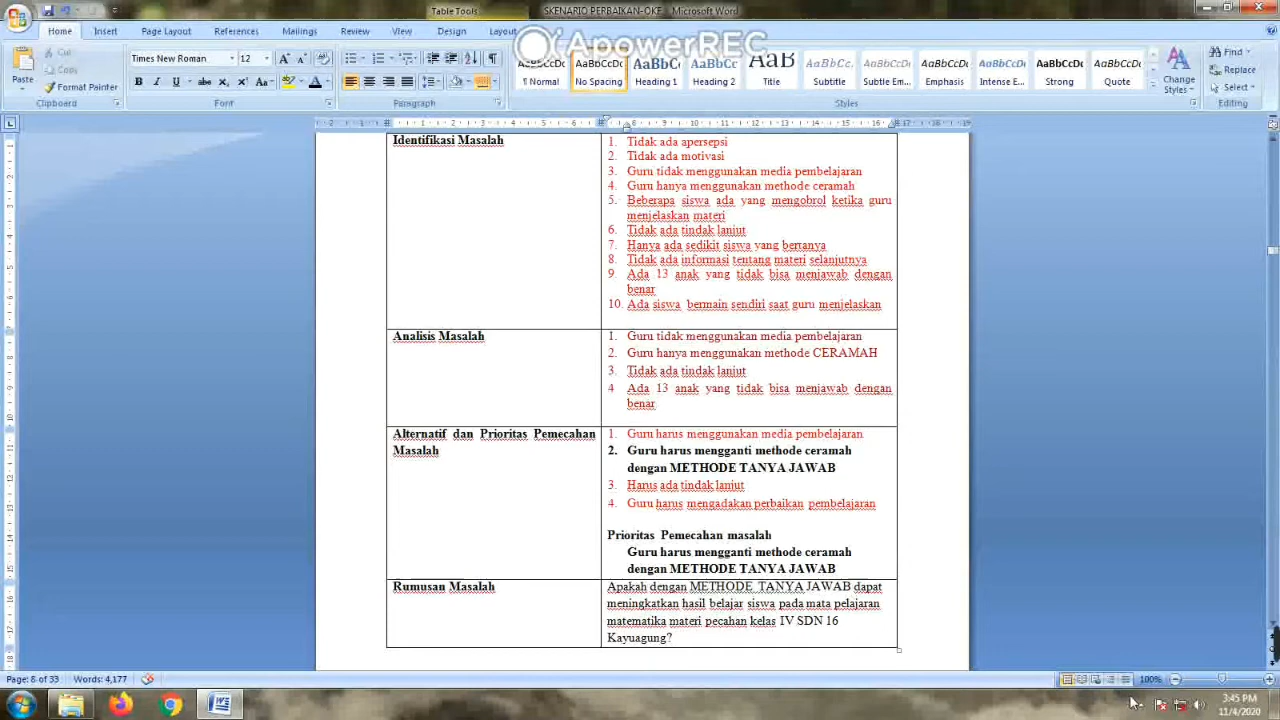 Table Tools
SKENARIO PERBAIKAN-OKE - Microsoft Word
Home Insert Page Layout References Mailings Review View Design Layout
ApowerREC
Paste
Cut
Copy
Format Painter
Clipboard
Times New Roman 12
Font
Paragraph
AaBbCcDc AaBbCcDc AaBbC AaBbCc AaB AaBbCc. AaBbCcDc AaBbCcDc AaBbCcDc AaBbCcDc AaBbCcDc
¶ Normal No Spacing Heading 1 Heading 2 Title Subtitle Subtle Em... Emphasis Intense E... Strong Quote
Change Styles
Styles
Find
Replace
Select
Editing
Identifikasi Masalah
1. Tidak ada apersepsi
2. Tidak ada motivasi
3. Guru tidak menggunakan media pembelajaran
4. Guru hanya menggunakan methode ceramah
5. Beberapa siswa ada yang mengobrol ketika guru
menjelaskan materi
6. Tidak ada tindak lanjut
7. Hanya ada sedikit siswa yang bertanya
8. Tidak ada informasi tentang materi selanjutnya
9. Ada 13 anak yang tidak bisa menjawab dengan
benar
10. Ada siswa bermain sendiri saat guru menjelaskan
Analisis Masalah
1. Guru tidak menggunakan media pembelajaran
2. Guru hanya menggunakan methode CERAMAH
3. Tidak ada tindak lanjut
4 Ada 13 anak yang tidak bisa menjawab dengan
benar
Alternatif dan Prioritas Pemecahan
Masalah
1. Guru harus menggunakan media pembelajaran
2. Guru harus mengganti methode ceramah
dengan METHODE TANYA JAWAB
3. Harus ada tindak lanjut
4. Guru harus mengadakan perbaikan pembelajaran
Prioritas Pemecahan masalah
Guru harus mengganti methode ceramah
dengan METHODE TANYA JAWAB
Rumusan Masalah
Apakah dengan METHODE TANYA JAWAB dapat
meningkatkan hasil belajar siswa pada mata pelajaran
matematika materi pecahan kelas IV SDN 16
Kayuagung?
Page: 8 of 33 Words: 4,177
100%
3:45 PM
11/4/2020